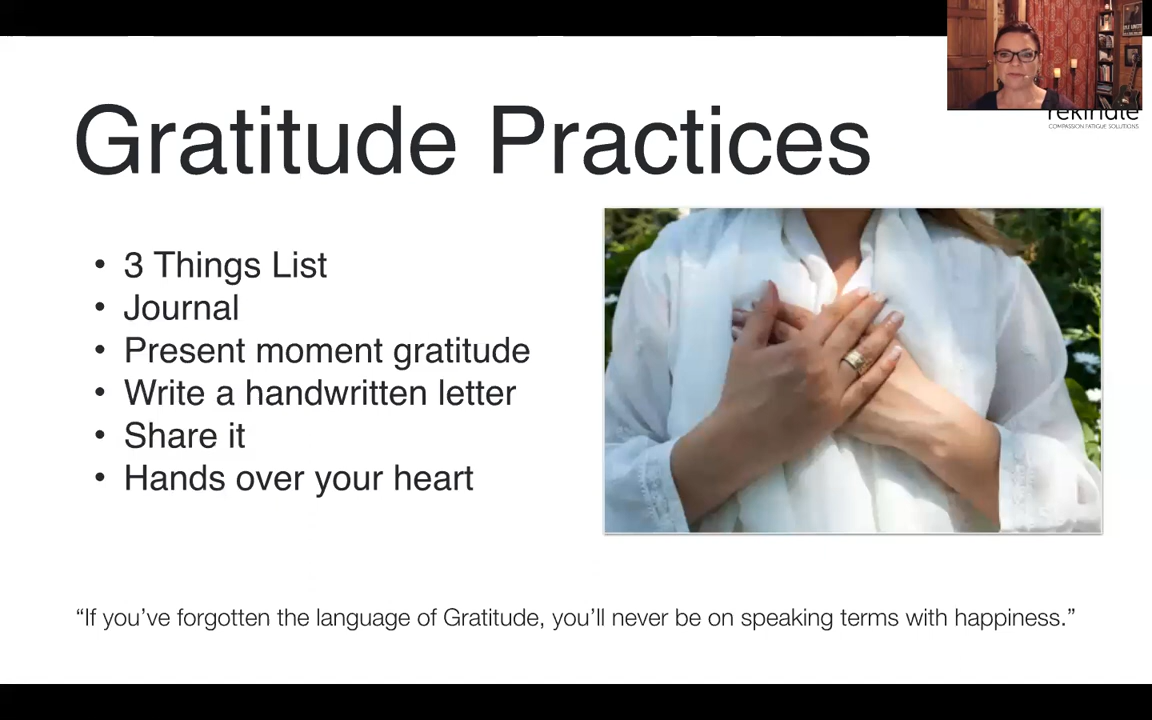 Gratitude Practices
rekindle
COMPASSION FATIGUE SOLUTIONS
• 3 Things List
• Journal
• Present moment gratitude
• Write a handwritten letter
• Share it
• Hands over your heart
“If you’ve forgotten the language of Gratitude, you’ll never be on speaking terms with happiness.”